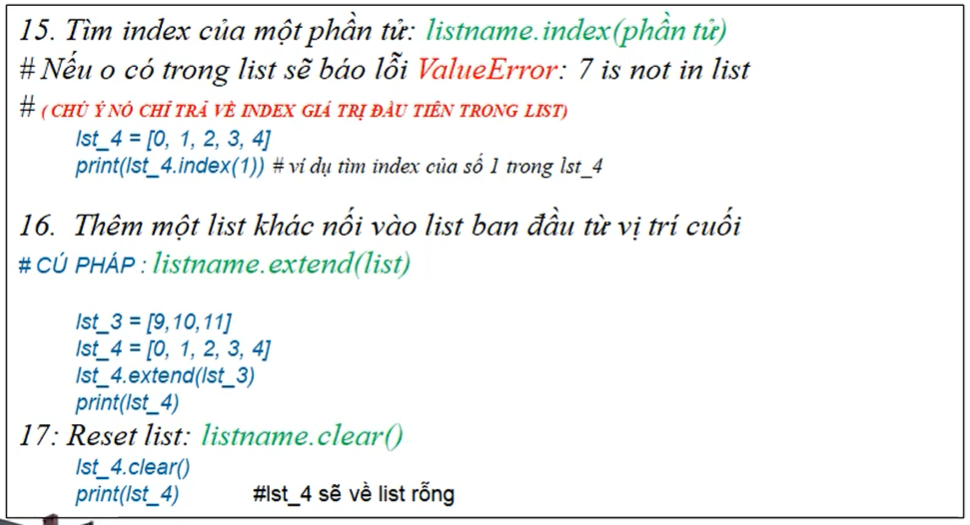 15. Tìm index của một phần tử: listname.index(phần tử)
# Nếu o có trong list sẽ báo lỗi ValueError: 7 is not in list
# ( CHÚ Ý NÓ CHỈ TRẢ VỀ INDEX GIÁ TRỊ ĐẦU TIÊN TRONG LIST)
lst_4 = [0, 1, 2, 3, 4]
print(lst_4.index(1)) # ví dụ tìm index của số 1 trong lst_4
16. Thêm một list khác nối vào list ban đầu từ vị trí cuối
# CÚ PHÁP : listname.extend(list)
lst_3 = [9,10,11]
lst_4 = [0, 1, 2, 3, 4]
lst_4.extend(lst_3)
print(lst_4)
17: Reset list: listname.clear()
lst_4.clear()
print(lst_4) #lst_4 sẽ về list rỗng